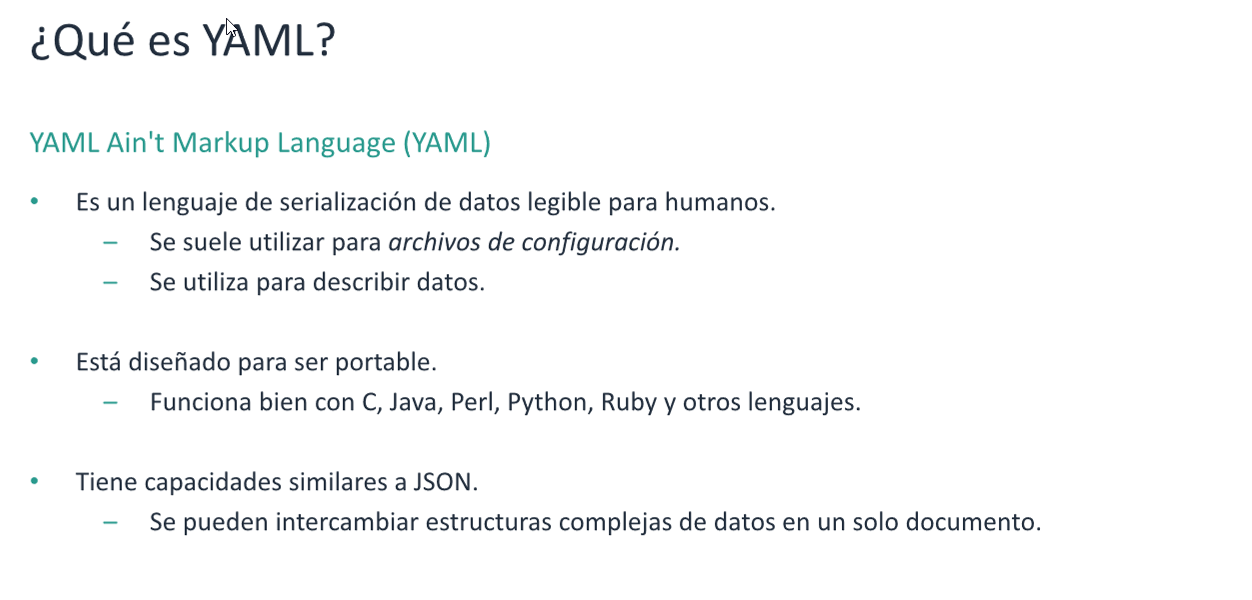 ¿Qué es YAML?
YAML Ain't Markup Language (YAML)
• Es un lenguaje de serialización de datos legible para humanos.
– Se suele utilizar para archivos de configuración.
– Se utiliza para describir datos.
• Está diseñado para ser portable.
– Funciona bien con C, Java, Perl, Python, Ruby y otros lenguajes.
• Tiene capacidades similares a JSON.
– Se pueden intercambiar estructuras complejas de datos en un solo documento.